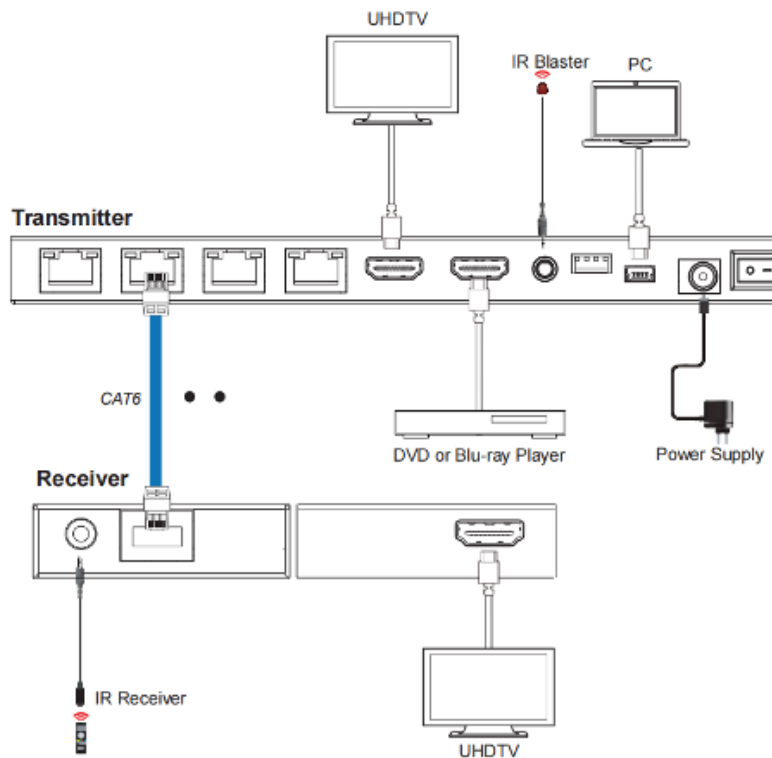 UHDTV
IR Blaster
PC
Transmitter
CAT6
DVD or Blu-ray Player
Power Supply
Receiver
IR Receiver
UHDTV